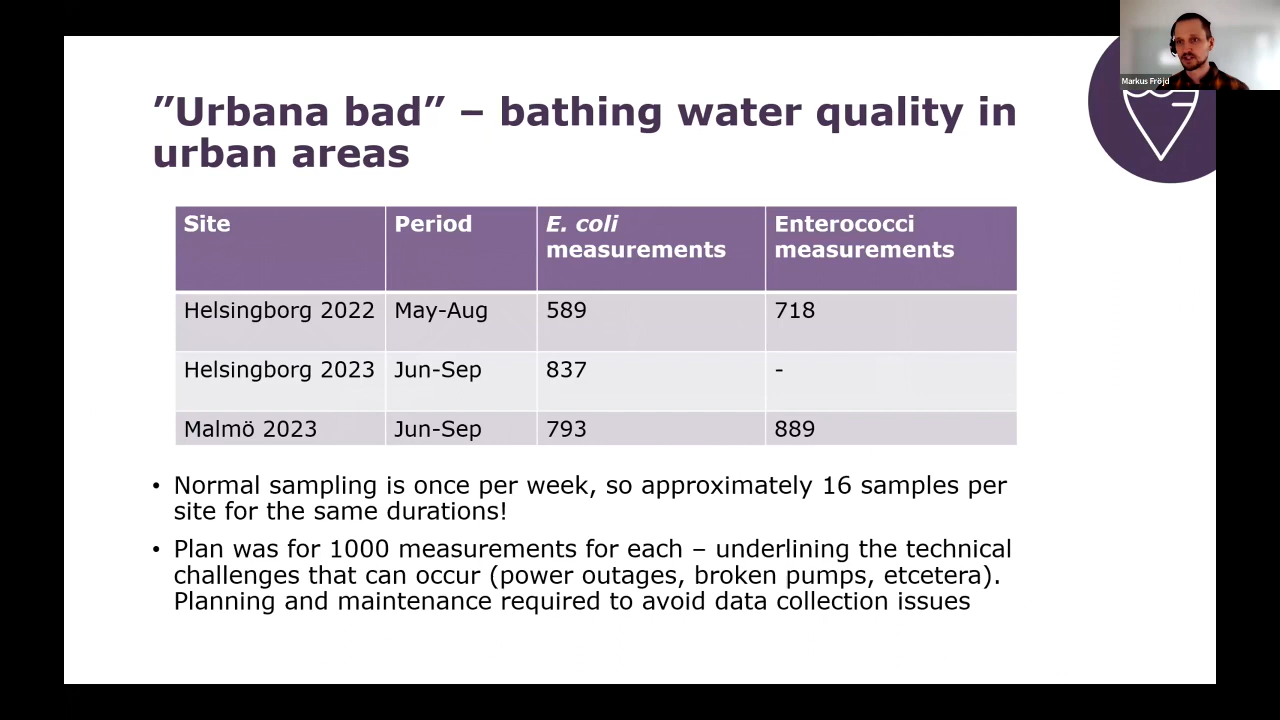 Markus Fröjd
”Urbana bad” – bathing water quality in
urban areas
Site
Period
E. coli
measurements
Enterococci
measurements
Helsingborg 2022
May-Aug
589
718
Helsingborg 2023
Jun-Sep
837
-
Malmö 2023
Jun-Sep
793
889
• Normal sampling is once per week, so approximately 16 samples per
site for the same durations!
• Plan was for 1000 measurements for each – underlining the technical
challenges that can occur (power outages, broken pumps, etcetera).
Planning and maintenance required to avoid data collection issues